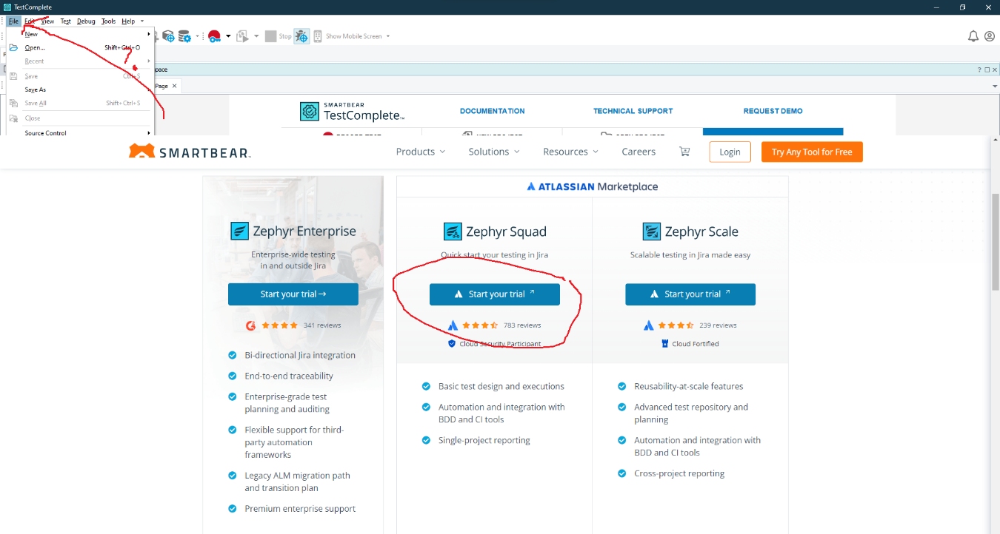 TestComplete
File Edit View Test Debug Tools Help
New
Open... Shift+Ctrl+O
Stop
Show Mobile Screen
Recent
Save Ctrl+S
Save As
Page
Save All Shift+Ctrl+S
Close
Source Control
SMARTBEAR
TestComplete™
DOCUMENTATION
TECHNICAL SUPPORT
REQUEST DEMO
SMARTBEAR™
Products
Solutions
Resources
Careers
Login
Try Any Tool for Free
ATLASSIAN Marketplace
Zephyr Enterprise
Enterprise-wide testing
in and outside Jira
Start your trial→
341 reviews
Bi-directional Jira integration
End-to-end traceability
Enterprise-grade test
planning and auditing
Flexible support for third-
party automation
frameworks
Legacy ALM migration path
and transition plan
Premium enterprise support
Zephyr Squad
Quick start your testing in Jira
Start your trial
783 reviews
Cloud Security Participant
Basic test design and executions
Automation and integration with
BDD and CI tools
Single-project reporting
Zephyr Scale
Scalable testing in Jira made easy
Start your trial
239 reviews
Cloud Fortified
Reusability-at-scale features
Advanced test repository and
planning
Automation and integration with
BDD and CI tools
Cross-project reporting